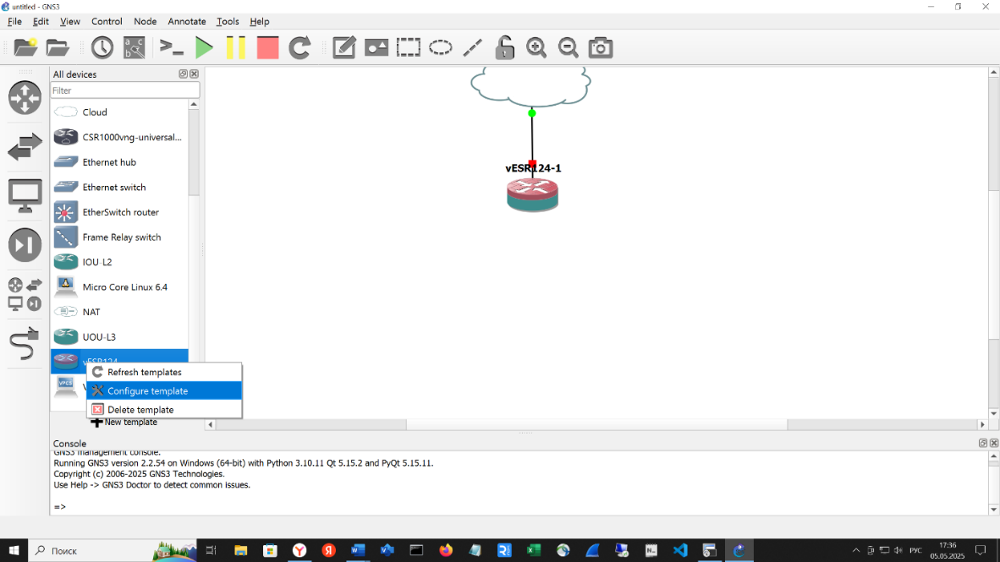 untitled - GNS3
File Edit View Control Node Annotate Tools Help
All devices
Filter
Cloud
CSR1000vng-universal...
Ethernet hub
Ethernet switch
EtherSwitch router
Frame Relay switch
IOU-L2
Micro Core Linux 6.4
NAT
UOU-L3
vESR124
VPCS
Refresh templates
Configure template
Delete template
New template
vESR124-1
Console
GNS3 management console.
Running GNS3 version 2.2.54 on Windows (64-bit) with Python 3.10.11 Qt 5.15.2 and PyQt 5.15.11.
Copyright (c) 2006-2025 GNS3 Technologies.
Use Help -> GNS3 Doctor to detect common issues.
=>
Поиск
РУС
17:36
05.05.2025